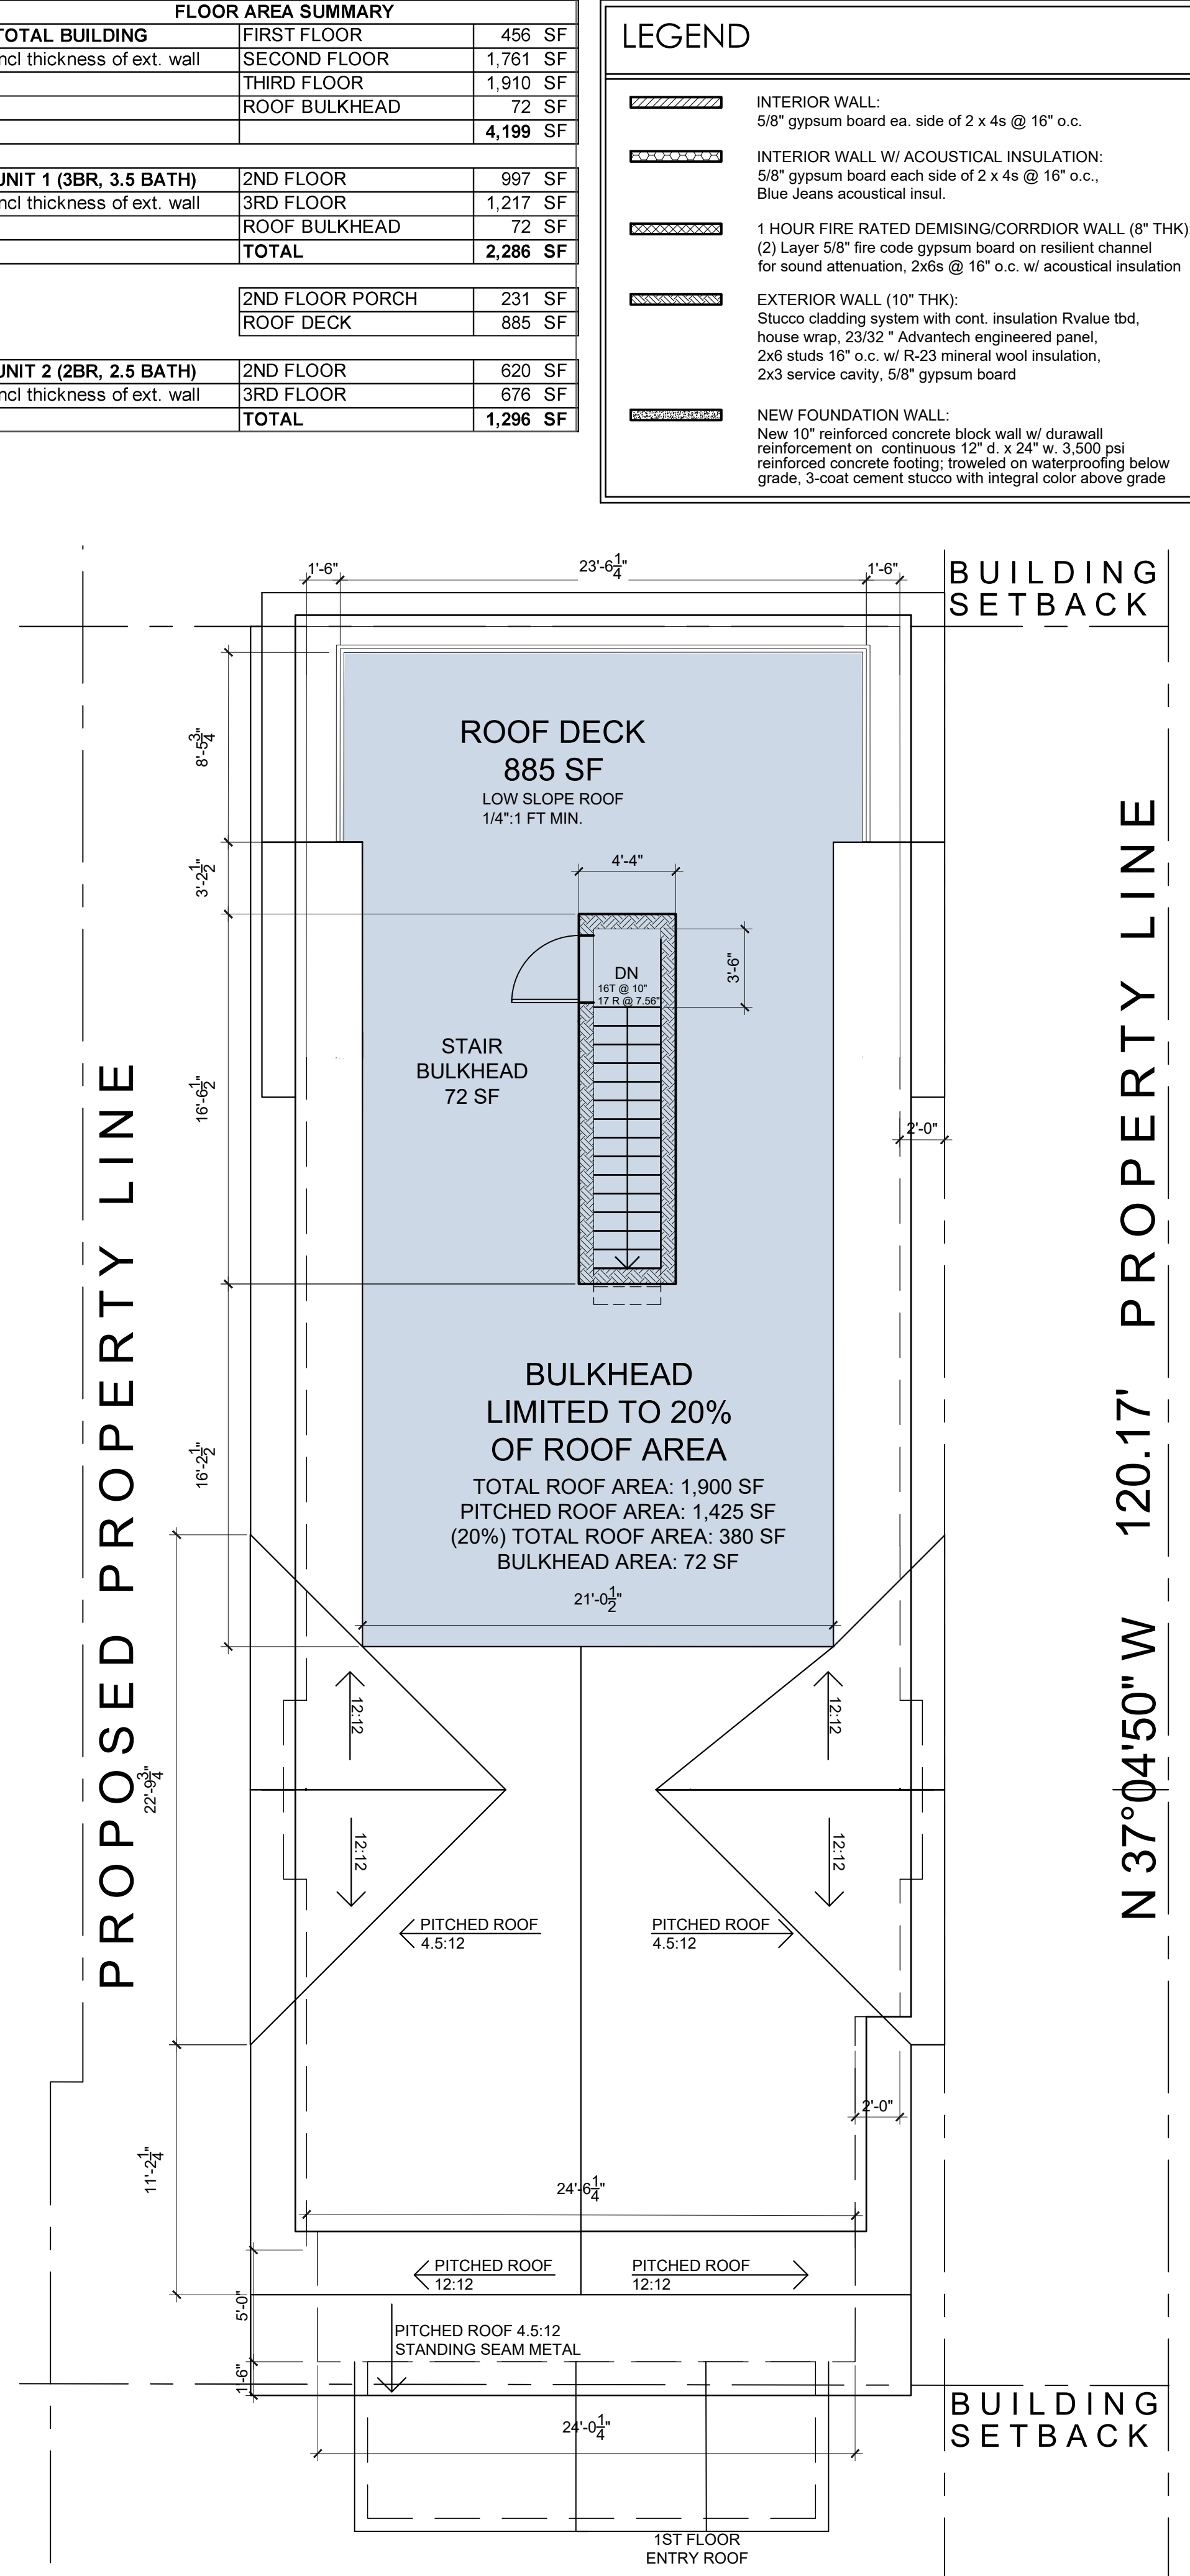 FLOOR AREA SUMMARY
TOTAL BUILDING FIRST FLOOR 456 SF
ncl thickness of ext. wall SECOND FLOOR 1,761 SF
THIRD FLOOR 1,910 SF
ROOF BULKHEAD 72 SF
4,199 SF
UNIT 1 (3BR, 3.5 BATH) 2ND FLOOR 997 SF
ncl thickness of ext. wall 3RD FLOOR 1,217 SF
ROOF BULKHEAD 72 SF
TOTAL 2,286 SF
2ND FLOOR PORCH 231 SF
ROOF DECK 885 SF
UNIT 2 (2BR, 2.5 BATH) 2ND FLOOR 620 SF
ncl thickness of ext. wall 3RD FLOOR 676 SF
TOTAL 1,296 SF
LEGEND
INTERIOR WALL:
5/8" gypsum board ea. side of 2 x 4s @ 16" o.c.
INTERIOR WALL W/ ACOUSTICAL INSULATION:
5/8" gypsum board each side of 2 x 4s @ 16" o.c.,
Blue Jeans acoustical insul.
1 HOUR FIRE RATED DEMISING/CORRDIOR WALL (8" THK)
(2) Layer 5/8" fire code gypsum board on resilient channel
for sound attenuation, 2x6s @ 16" o.c. w/ acoustical insulation
EXTERIOR WALL (10" THK):
Stucco cladding system with cont. insulation Rvalue tbd,
house wrap, 23/32 " Advantech engineered panel,
2x6 studs 16" o.c. w/ R-23 mineral wool insulation,
2x3 service cavity, 5/8" gypsum board
NEW FOUNDATION WALL:
New 10" reinforced concrete block wall w/ durawall
reinforcement on continuous 12" d. x 24" w. 3,500 psi
reinforced concrete footing; troweled on waterproofing below
grade, 3-coat cement stucco with integral color above grade
1'-6" 23'-6 1/4" 1'-6"
BUILDING
SETBACK
8'-5 3/4"
ROOF DECK
885 SF
LOW SLOPE ROOF
1/4":1 FT MIN.
3'-2 1/2"
4'-4"
3'-6"
DN
16T @ 10"
17 R @ 7.56"
STAIR
BULKHEAD
72 SF
16'-6 1/2"
2'-0"
PROPOSED PROPERTY LINE
N 37°04'50" W 120.17' PROPERTY LINE
BULKHEAD
LIMITED TO 20%
OF ROOF AREA
TOTAL ROOF AREA: 1,900 SF
PITCHED ROOF AREA: 1,425 SF
(20%) TOTAL ROOF AREA: 380 SF
BULKHEAD AREA: 72 SF
16'-2 1/2"
21'-0 1/2"
12:12
12:12
22'-9 3/4"
12:12
12:12
PITCHED ROOF
4.5:12
PITCHED ROOF
4.5:12
2'-0"
11'-2 1/4"
24'-6 1/4"
PITCHED ROOF
12:12
PITCHED ROOF
12:12
5'-0"
PITCHED ROOF 4.5:12
STANDING SEAM METAL
1'-6"
BUILDING
SETBACK
24'-0 1/4"
1ST FLOOR
ENTRY ROOF